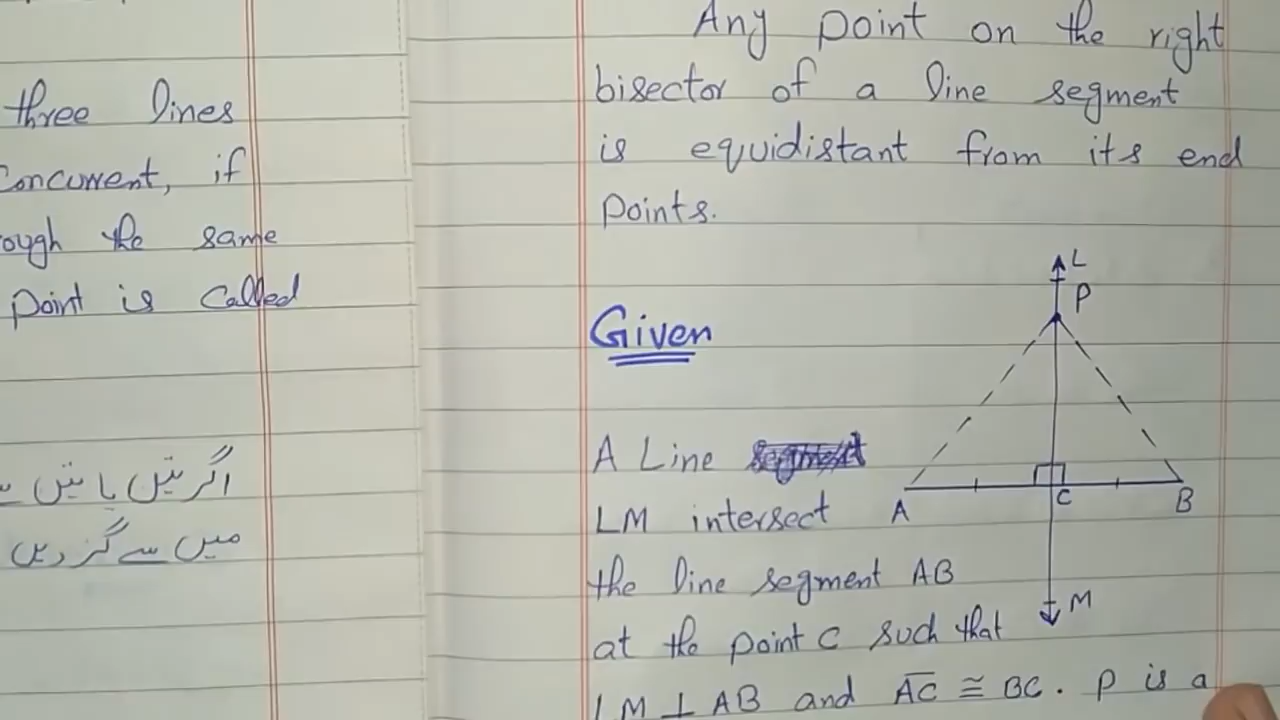 three lines
Concurrent, if
ough the same
point is called
اگر تین یا تین سے
میں سے گزریں
Any point on the right
bisector of a line segment
is equidistant from its end
points.
L
P
Given
A Line
A
C
B
LM intersect
the line segment AB
M
at the point C such that
LM ⊥ AB and A̅C̅ ≅ BC. P is a